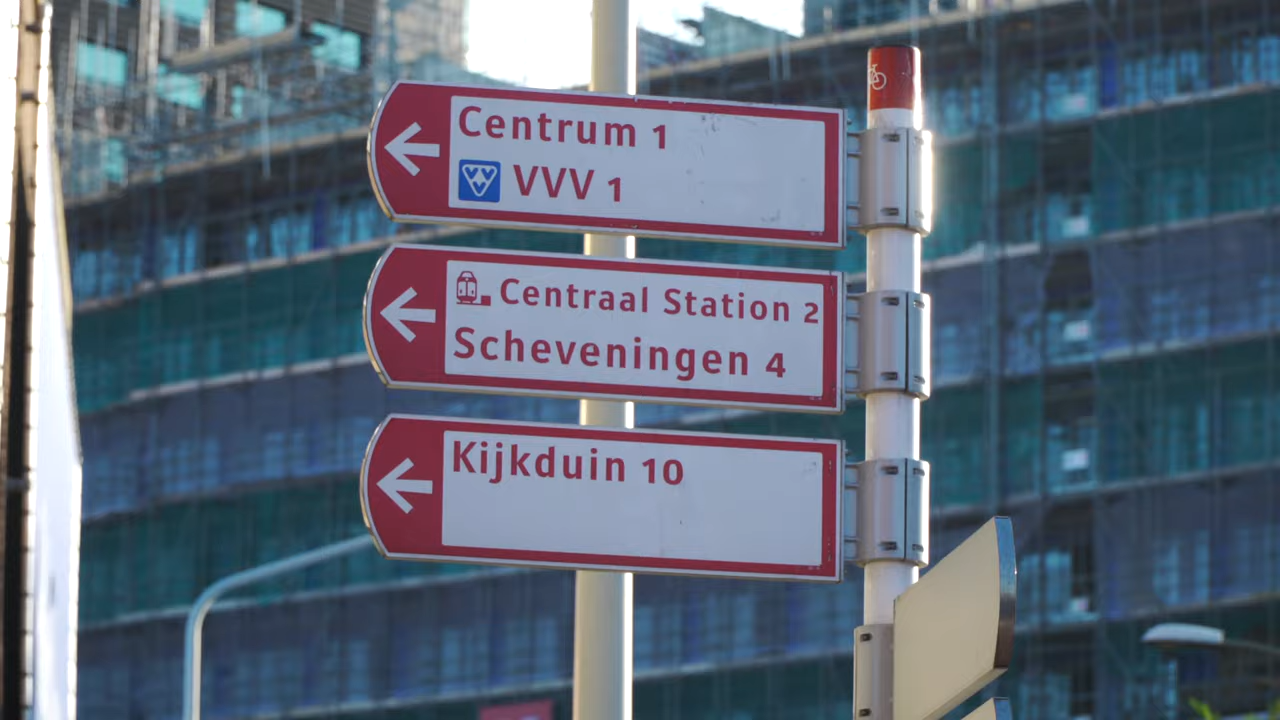 Centrum 1
VVV 1
Centraal Station 2
Scheveningen 4
Kijkduin 10